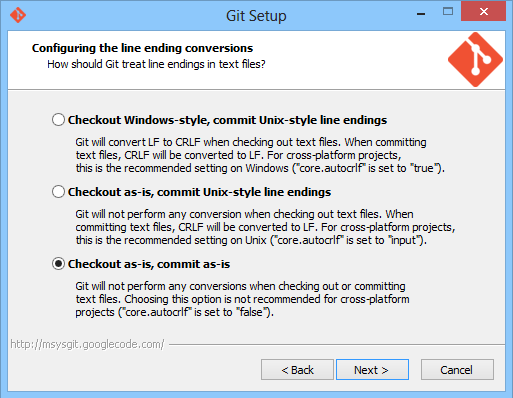 Git Setup
Configuring the line ending conversions
How should Git treat line endings in text files?
Checkout Windows-style, commit Unix-style line endings
Git will convert LF to CRLF when checking out text files. When committing
text files, CRLF will be converted to LF. For cross-platform projects,
this is the recommended setting on Windows ("core.autocrlf" is set to "true").
Checkout as-is, commit Unix-style line endings
Git will not perform any conversion when checking out text files. When
committing text files, CRLF will be converted to LF. For cross-platform projects,
this is the recommended setting on Unix ("core.autocrlf" is set to "input").
Checkout as-is, commit as-is
Git will not perform any conversions when checking out or committing
text files. Choosing this option is not recommended for cross-platform
projects ("core.autocrlf" is set to "false").
http://msysgit.googlecode.com/
< Back
Next >
Cancel